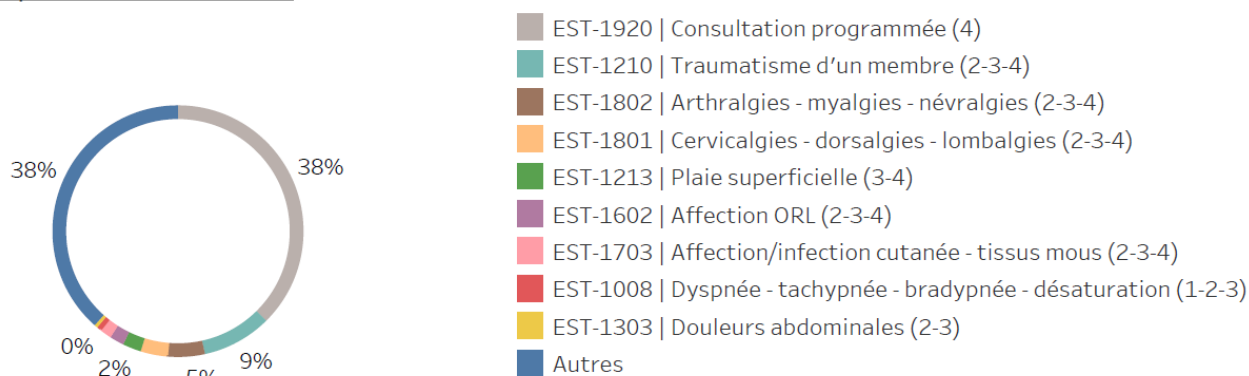 EST-1920 | Consultation programmée (4)
EST-1210 | Traumatisme d'un membre (2-3-4)
EST-1802 | Arthralgies - myalgies - névralgies (2-3-4)
EST-1801 | Cervicalgies - dorsalgies - lombalgies (2-3-4)
EST-1213 | Plaie superficielle (3-4)
38%
38%
EST-1602 | Affection ORL (2-3-4)
EST-1703 | Affection/infection cutanée - tissus mous (2-3-4)
EST-1008 | Dyspnée - tachypnée - bradypnée - désaturation (1-2-3)
EST-1303 | Douleurs abdominales (2-3)
0%
9%
2%
5%
Autres